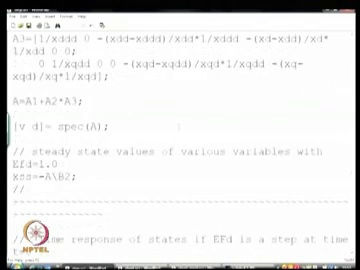 A3=[1/xddd 0 -(xdd-xddd)/xdd*1/xddd -(xd-xdd)/xd*
1/xdd 0 0;
0 1/xqdd 0 0 -(xqd-xqdd)/xqd*1/xqdd -(xq-
xqd)/xq*1/xqd];
A=A1+A2*A3;
[v d]= spec(A);
// steady state values of various variables with
Efd=1.0
xss=-A\B2;
//
// time response of states if EFd is a step at time
NPTEL